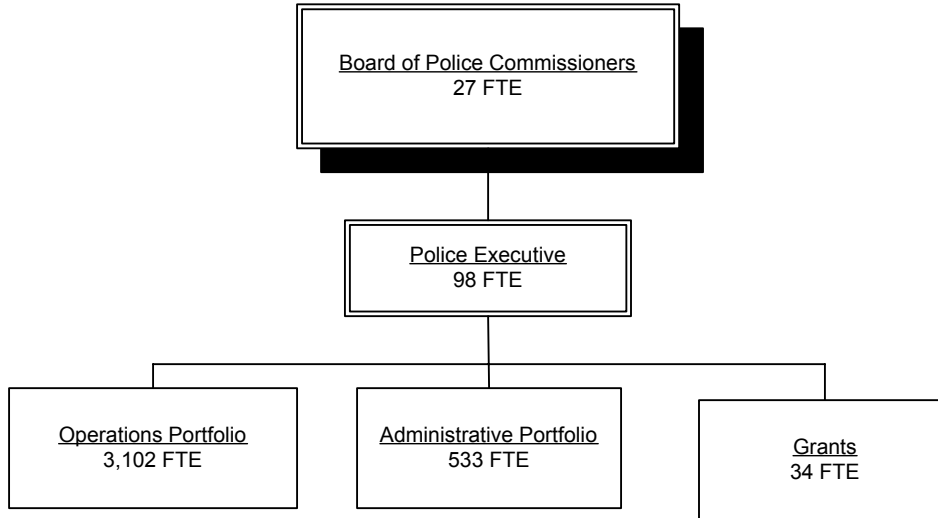 Board of Police Commissioners
27 FTE
Police Executive
98 FTE
Operations Portfolio
3,102 FTE
Administrative Portfolio
533 FTE
Grants
34 FTE